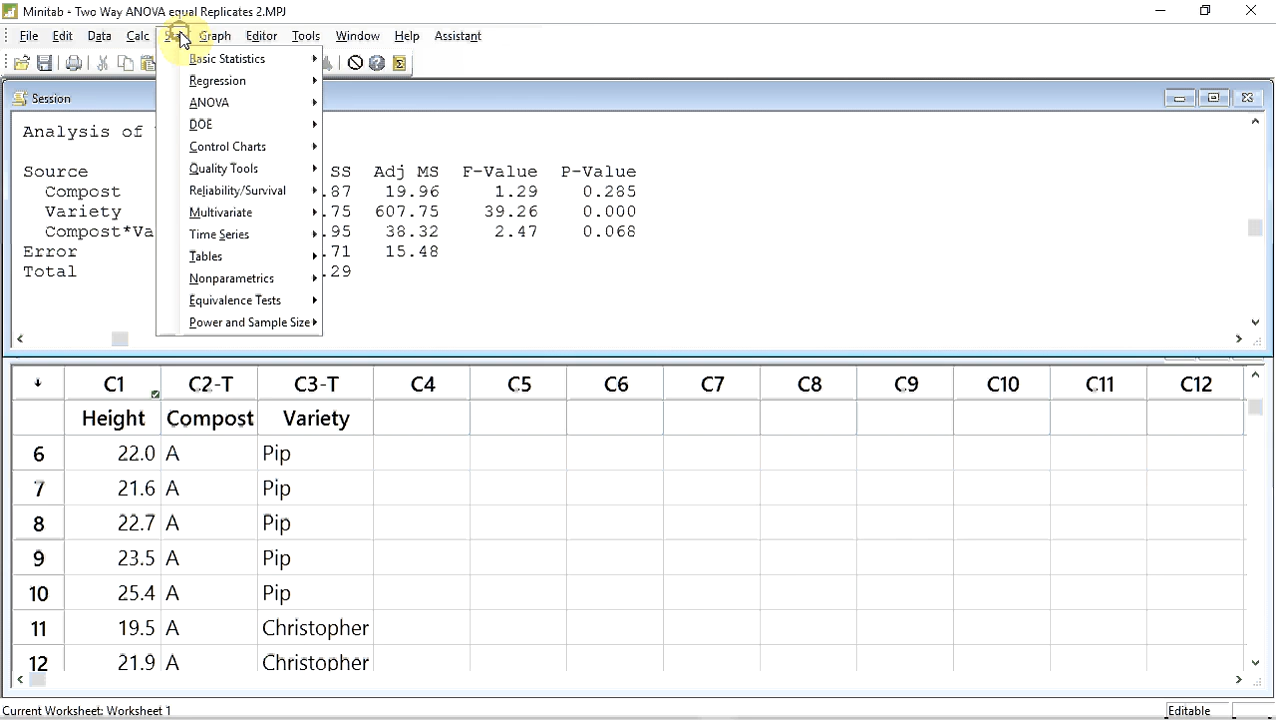 Minitab - Two Way ANOVA equal Replicates 2.MPJ
File Edit Data Calc Graph Editor Tools Window Help Assistant
Basic Statistics
Regression
ANOVA
DOE
Control Charts
Quality Tools
Reliability/Survival
Multivariate
Time Series
Tables
Nonparametrics
Equivalence Tests
Power and Sample Size
Session
Analysis of
Source SS Adj MS F-Value P-Value
Compost .87 19.96 1.29 0.285
Variety .75 607.75 39.26 0.000
Compost*Va .95 38.32 2.47 0.068
Error .71 15.48
Total .29
C1 C2-T C3-T C4 C5 C6 C7 C8 C9 C10 C11 C12
Height Compost Variety
6 22.0 A Pip
7 21.6 A Pip
8 22.7 A Pip
9 23.5 A Pip
10 25.4 A Pip
11 19.5 A Christopher
12 21.9 A Christopher
Current Worksheet: Worksheet 1 Editable